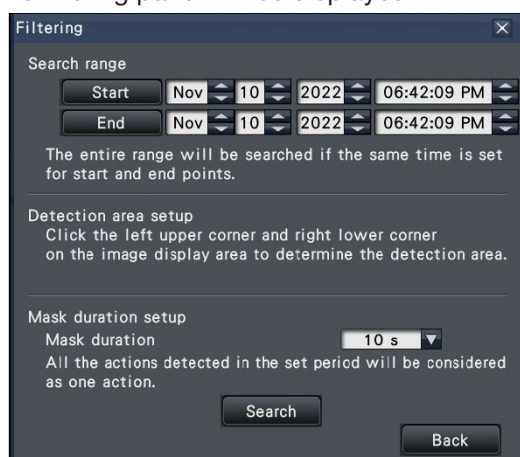 Filtering
Search range
Start Nov 10 2022 06:42:09 PM
End Nov 10 2022 06:42:09 PM
The entire range will be searched if the same time is set
for start and end points.
Detection area setup
Click the left upper corner and right lower corner
on the image display area to determine the detection area.
Mask duration setup
Mask duration 10 s
All the actions detected in the set period will be considered
as one action.
Search
Back